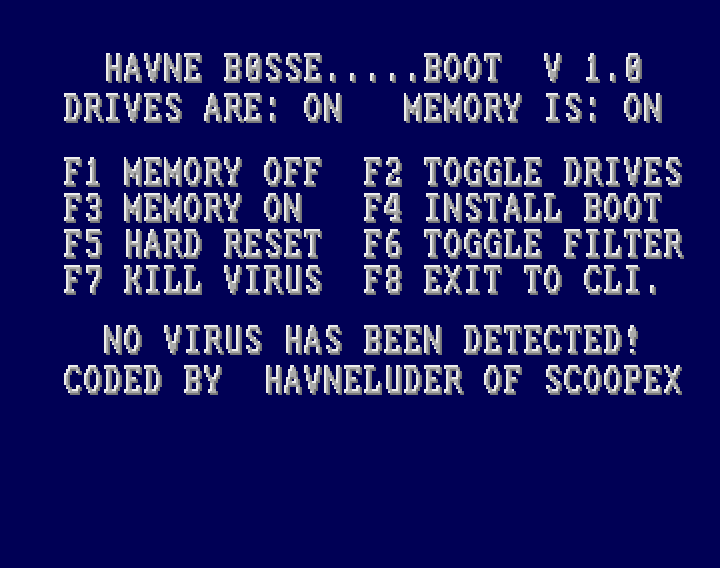 HAVNE BØSSE.....BOOT  V 1.0
DRIVES ARE: ON   MEMORY IS: ON
F1 MEMORY OFF  F2 TOGGLE DRIVES
F3 MEMORY ON   F4 INSTALL BOOT
F5 HARD RESET  F6 TOGGLE FILTER
F7 KILL VIRUS  F8 EXIT TO CLI.
NO VIRUS HAS BEEN DETECTED!
CODED BY  HAVNELUDER OF SCOOPEX